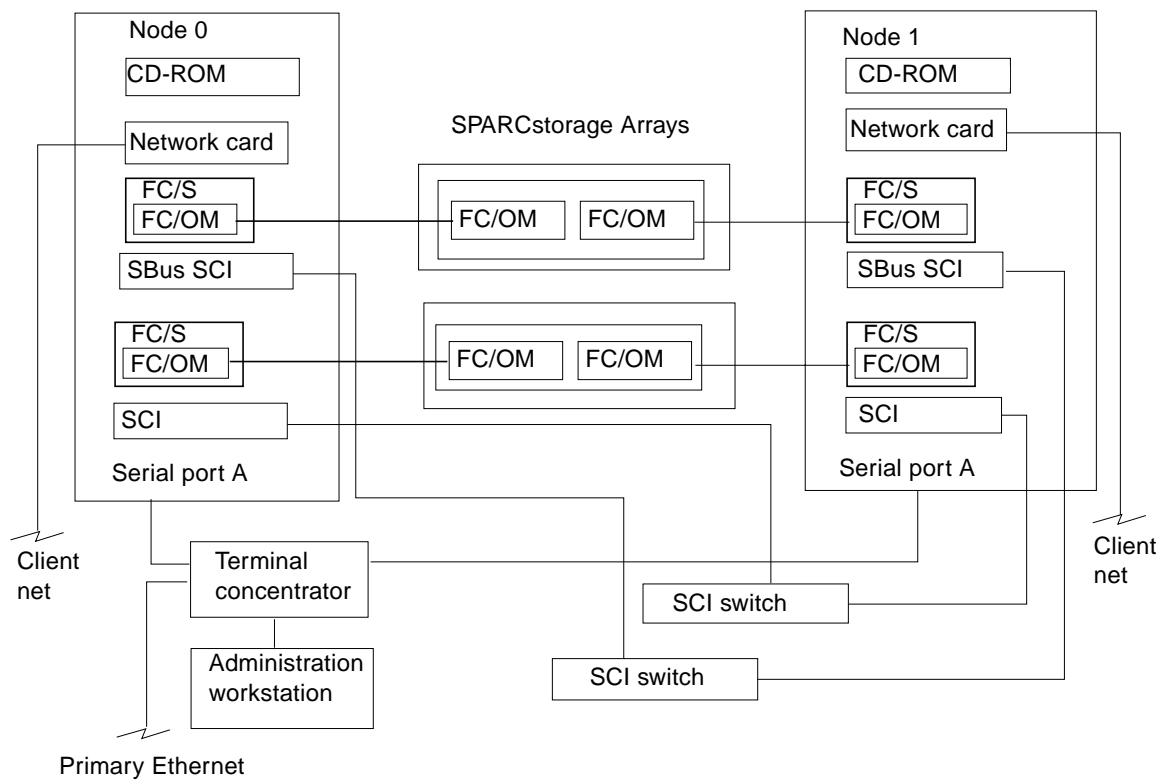 Node 0
CD-ROM
Network card
FC/S
FC/OM
SBus SCI
FC/S
FC/OM
SCI
Serial port A
SPARCstorage Arrays
FC/OM
FC/OM
FC/OM
FC/OM
Node 1
CD-ROM
Network card
FC/S
FC/OM
SBus SCI
FC/S
FC/OM
SCI
Serial port A
Client
net
Terminal
concentrator
Administration
workstation
Primary Ethernet
SCI switch
SCI switch
Client
net